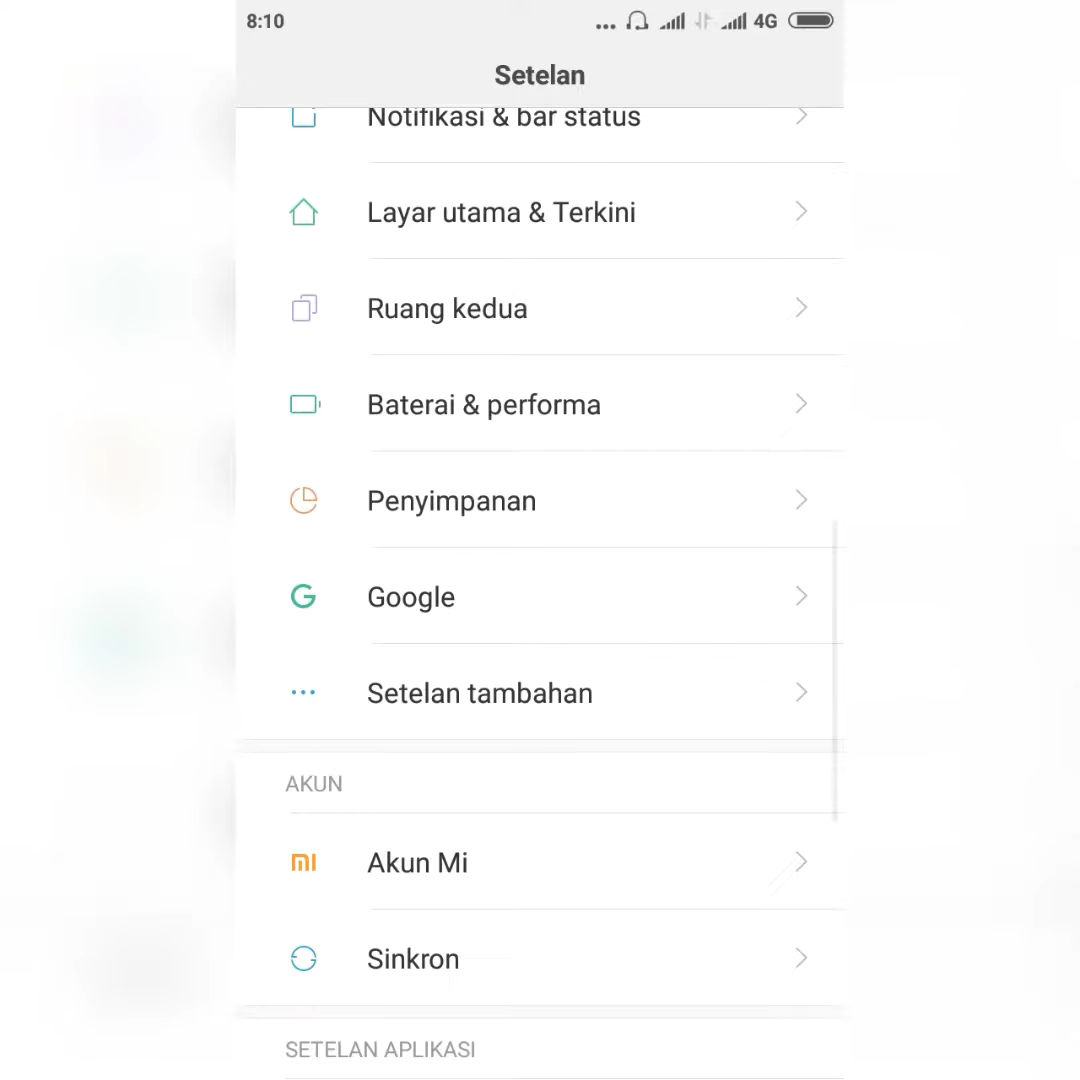 8:10
4G
Setelan
Notifikasi & bar status
Layar utama & Terkini
Ruang kedua
Baterai & performa
Penyimpanan
Google
Setelan tambahan
AKUN
Akun Mi
Sinkron
SETELAN APLIKASI